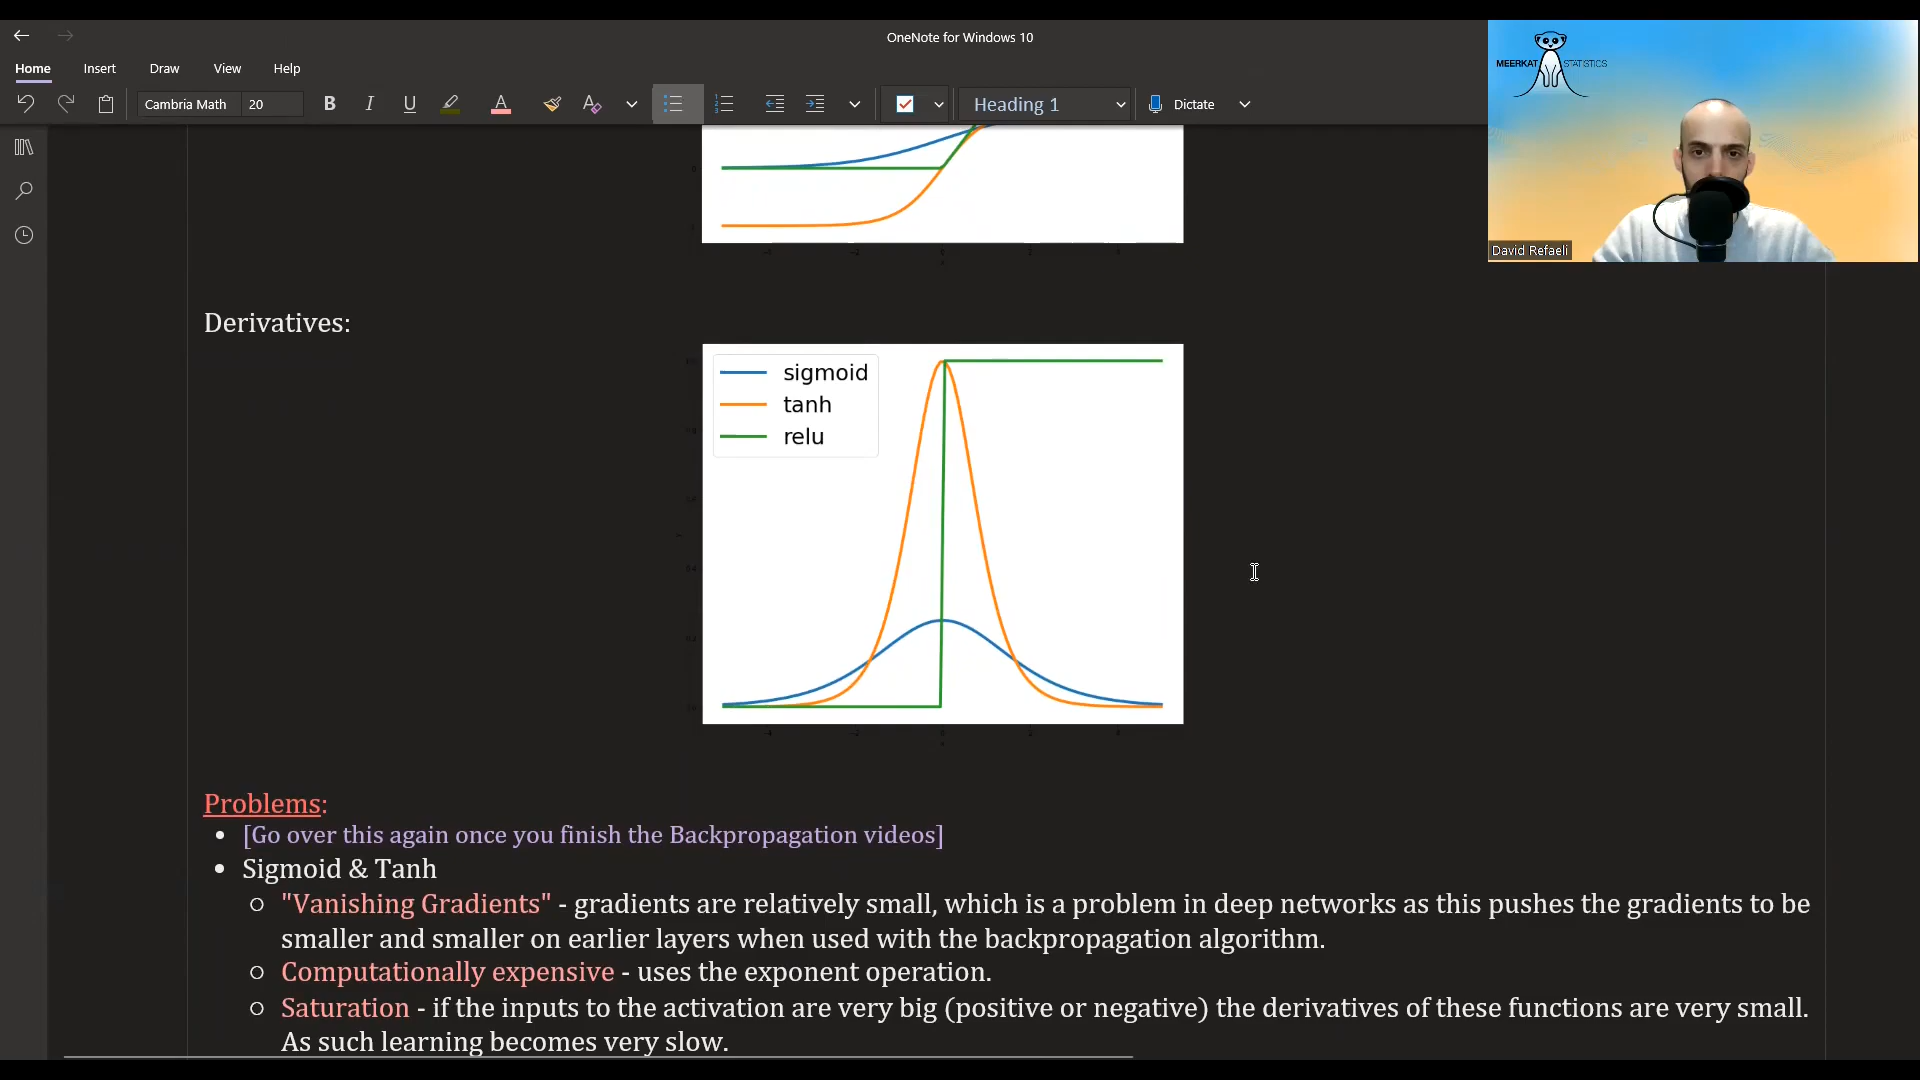 OneNote for Windows 10
MEERKAT STATISTICS
Home Insert Draw View Help
Cambria Math 20 B I U A A Heading 1 Dictate
David Refaeli
Derivatives:
sigmoid
tanh
relu
Problems:
• [Go over this again once you finish the Backpropagation videos]
• Sigmoid & Tanh
○ "Vanishing Gradients" - gradients are relatively small, which is a problem in deep networks as this pushes the gradients to be
smaller and smaller on earlier layers when used with the backpropagation algorithm.
○ Computationally expensive - uses the exponent operation.
○ Saturation - if the inputs to the activation are very big (positive or negative) the derivatives of these functions are very small.
As such learning becomes very slow.